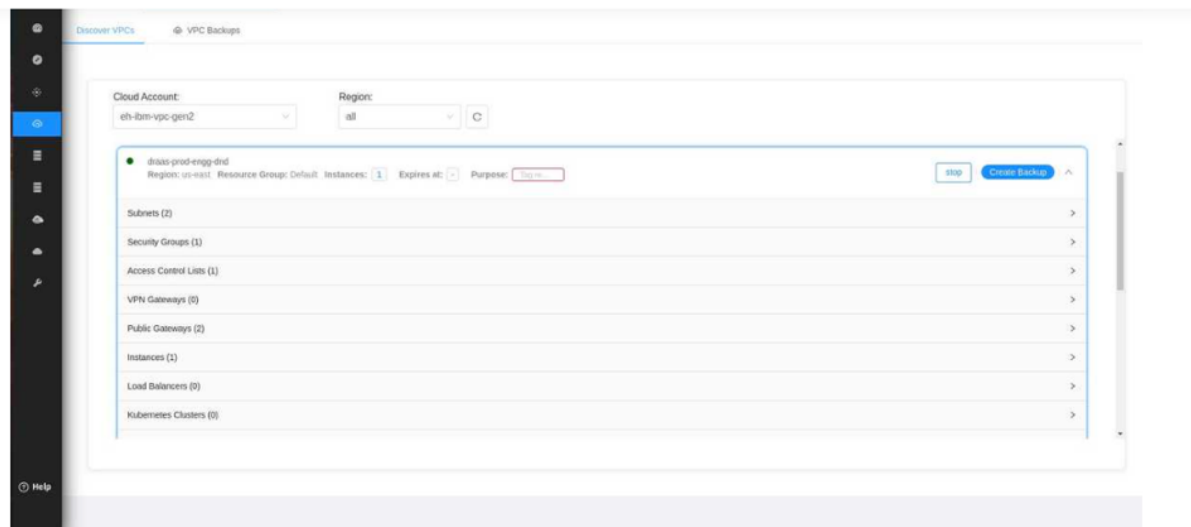 Discover VPCs
VPC Backups
Cloud Account:
Region:
eh-ibm-vpc-gen2
all
draas-prod-engg-dnd
Region: us-east Resource Group: Default Instances: 1 Expires at: - Purpose:
stop
Create Backup
Subnets (2)
Security Groups (1)
Access Control Lists (1)
VPN Gateways (0)
Public Gateways (2)
Instances (1)
Load Balancers (0)
Kubernetes Clusters (0)
Help